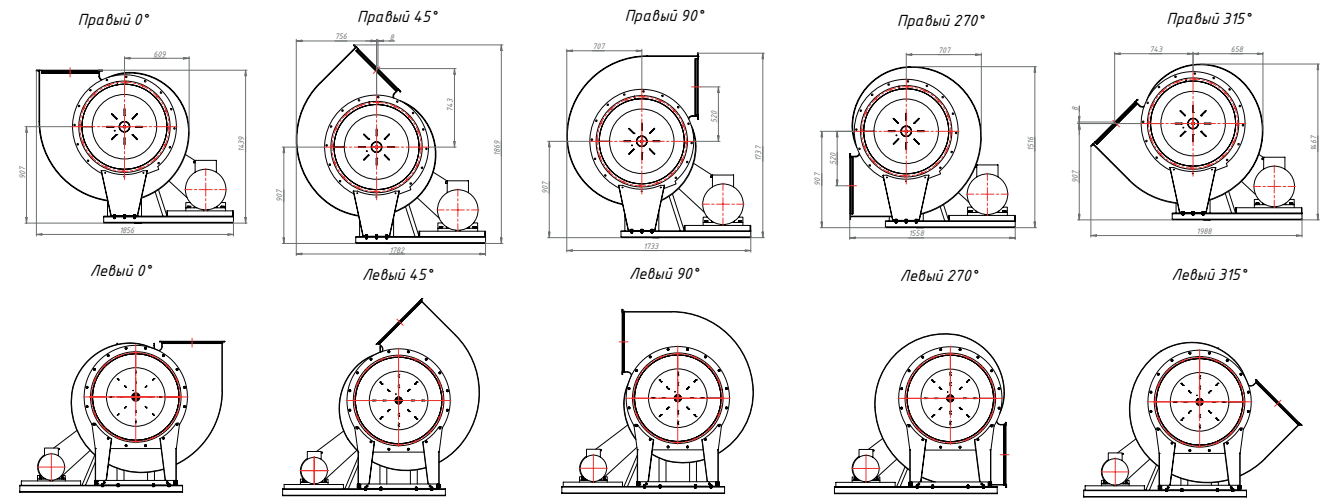 Правый 0°
Правый 45°
Правый 90°
Правый 270°
Правый 315°
609
907
1439
1856
756
8
743
907
1869
1782
707
520
907
1737
1733
707
520
907
1516
1558
743
658
8
907
1467
1988
Левый 0°
Левый 45°
Левый 90°
Левый 270°
Левый 315°